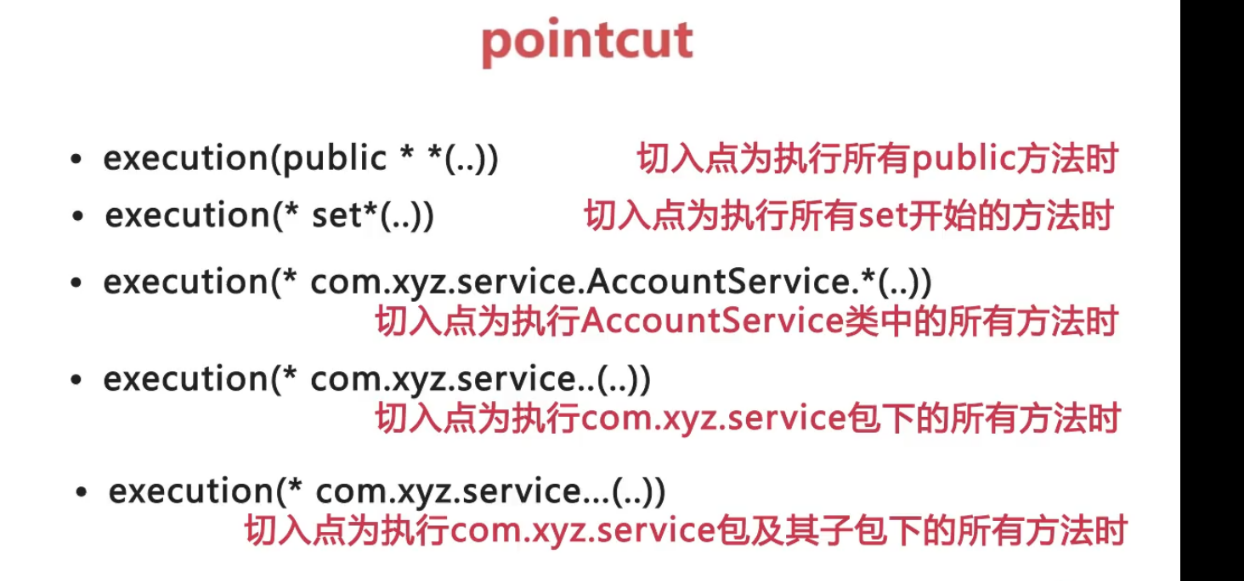 pointcut
• execution(public * *(..)) 切入点为执行所有public方法时
• execution(* set*(..)) 切入点为执行所有set开始的方法时
• execution(* com.xyz.service.AccountService.*(..))
切入点为执行AccountService类中的所有方法时
• execution(* com.xyz.service..(..))
切入点为执行com.xyz.service包下的所有方法时
• execution(* com.xyz.service...(..))
切入点为执行com.xyz.service包及其子包下的所有方法时